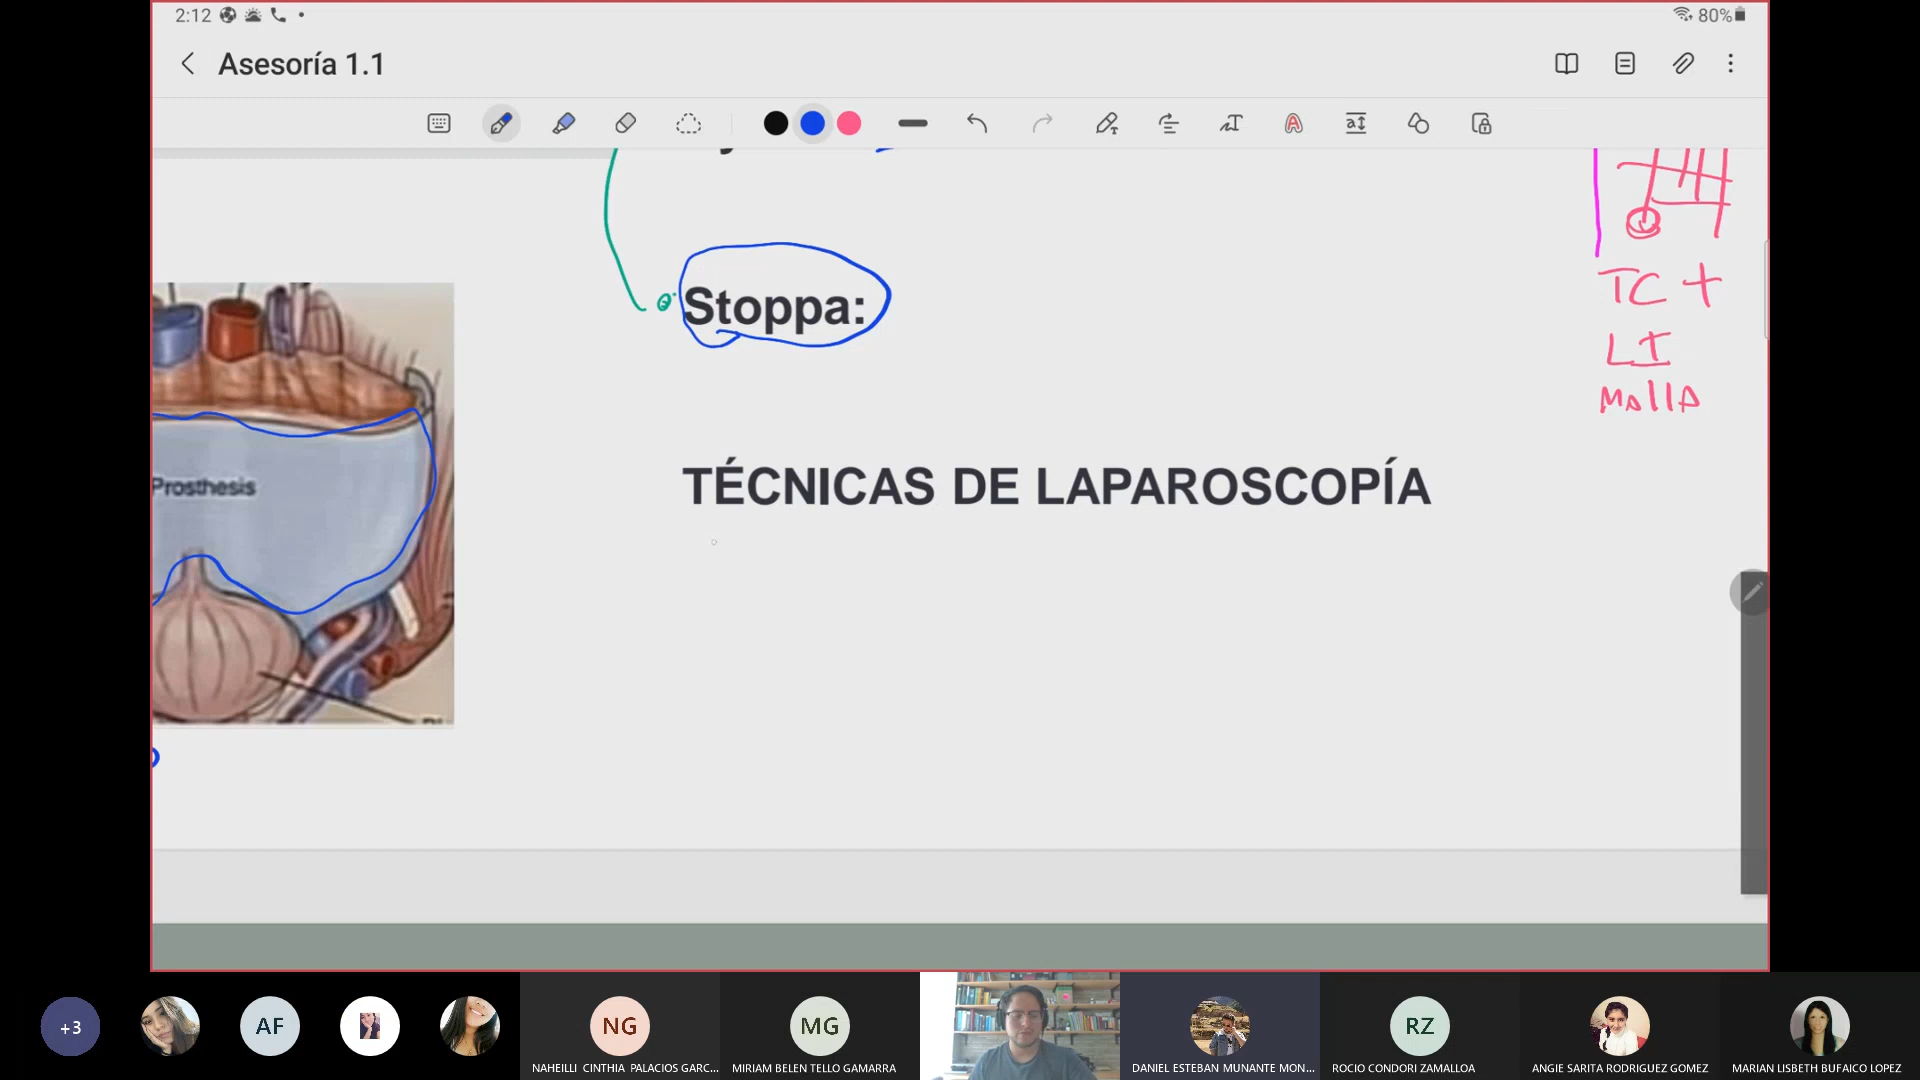 2:12
80%
Asesoría 1.1
Stoppa:
TC +
LI
MAllA
Prosthesis
TÉCNICAS DE LAPAROSCOPÍA
+3
AF
NG
MG
RZ
NAHEILLI CINTHIA PALACIOS GARC...
MIRIAM BELEN TELLO GAMARRA
DANIEL ESTEBAN MUNANTE MON...
ROCIO CONDORI ZAMALLOA
ANGIE SARITA RODRIGUEZ GOMEZ
MARIAN LISBETH BUFAICO LOPEZ